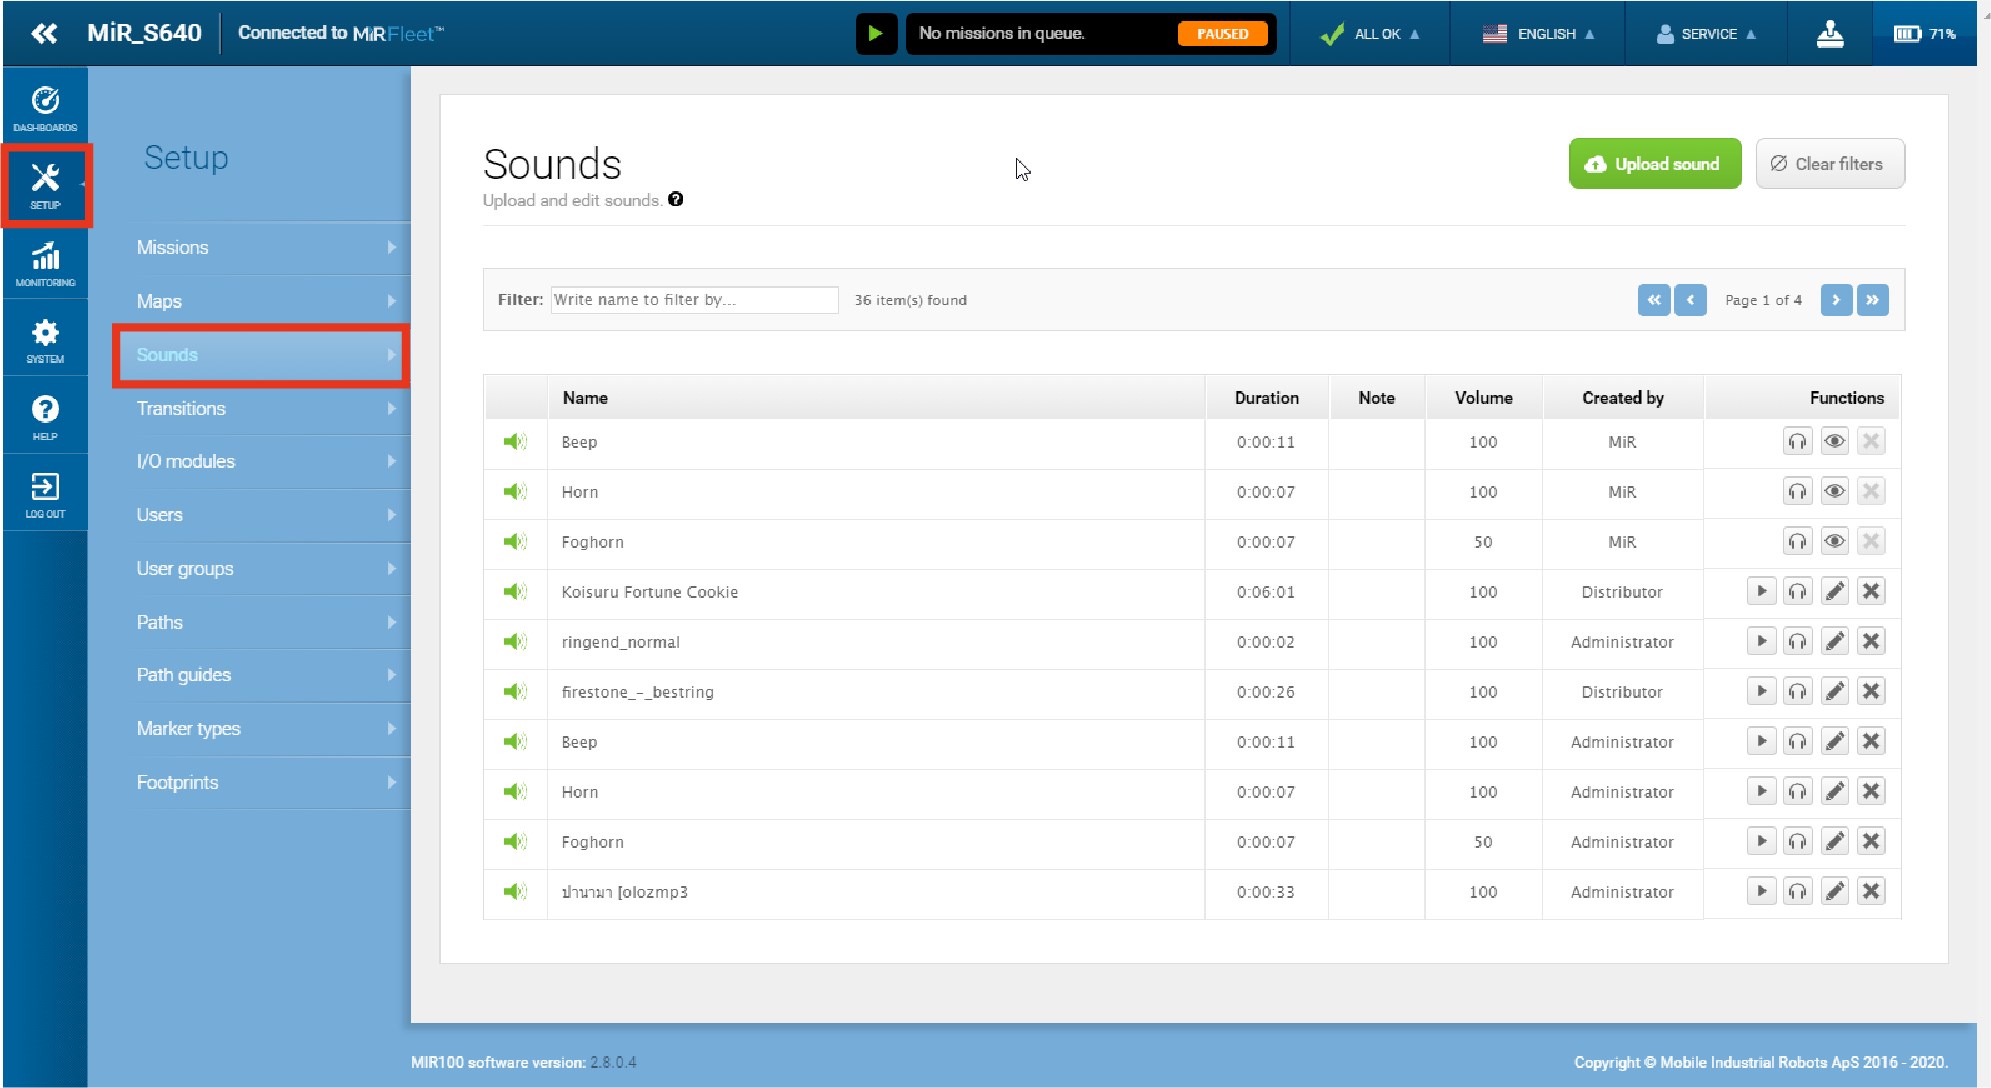 MiR_S640 Connected to MiRFleet™ No missions in queue. PAUSED ALL OK ENGLISH SERVICE 71%
DASHBOARDS
SETUP
MONITORING
SYSTEM
HELP
LOG OUT
Setup
Missions
Maps
Sounds
Transitions
I/O modules
Users
User groups
Paths
Path guides
Marker types
Footprints
Sounds
Upload and edit sounds. ?
Upload sound Clear filters
Filter: Write name to filter by... 36 item(s) found Page 1 of 4
Name Duration Note Volume Created by Functions
Beep 0:00:11 100 MiR
Horn 0:00:07 100 MiR
Foghorn 0:00:07 50 MiR
Koisuru Fortune Cookie 0:06:01 100 Distributor
ringend_normal 0:00:02 100 Administrator
firestone_-_bestring 0:00:26 100 Distributor
Beep 0:00:11 100 Administrator
Horn 0:00:07 100 Administrator
Foghorn 0:00:07 50 Administrator
ปานามา [olozmp3 0:00:33 100 Administrator
MIR100 software version: 2.8.0.4
Copyright © Mobile Industrial Robots ApS 2016 - 2020.